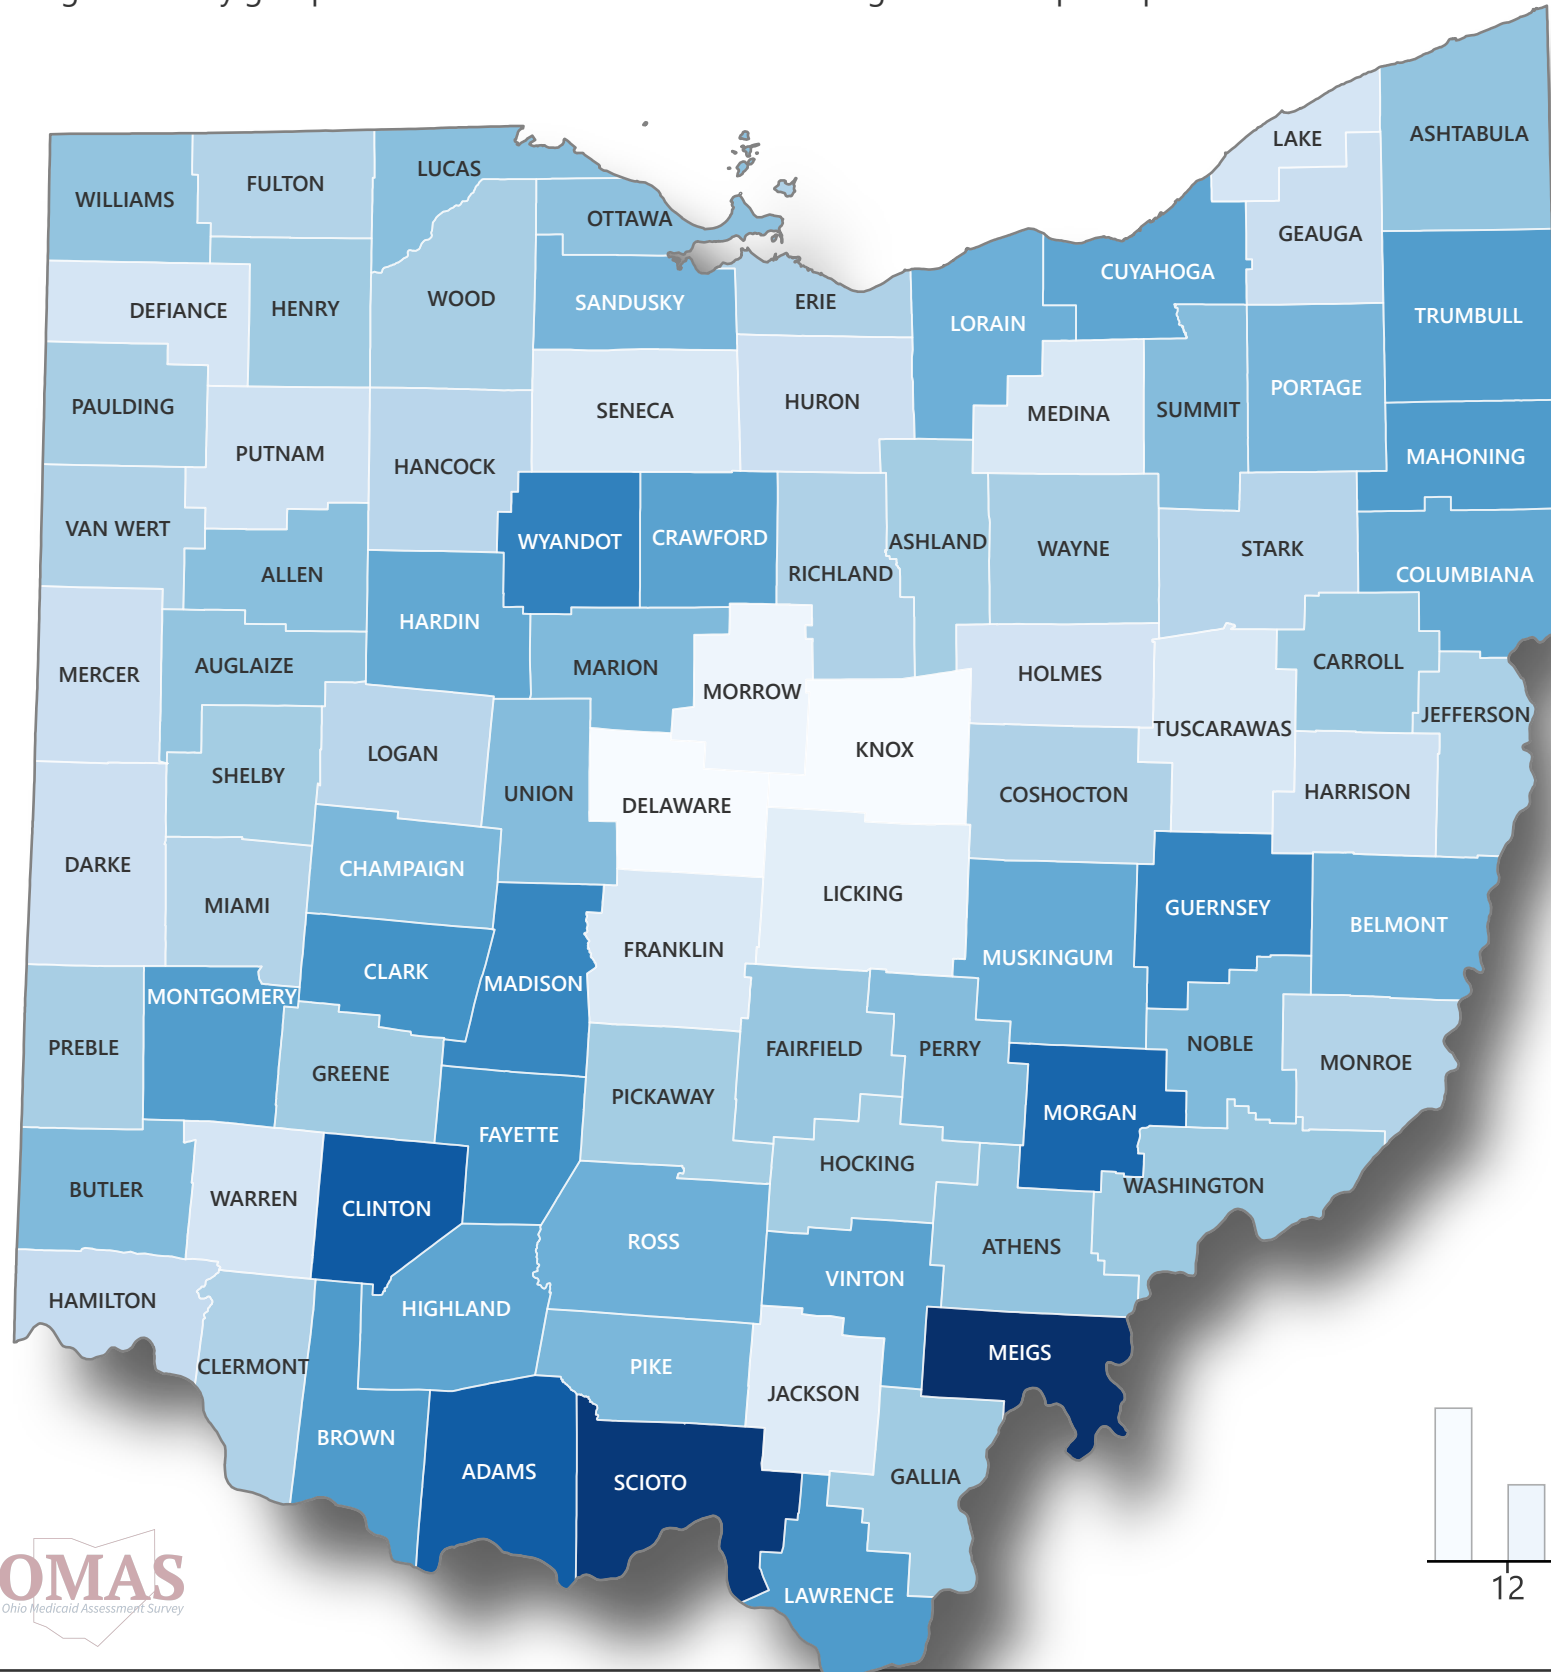 ASHTABULA
LAKE
LUCAS
FULTON
WILLIAMS
OTTAWA
GEAUGA
CUYAHOGA
WOOD
SANDUSKY
ERIE
HENRY
DEFIANCE
LORAIN
TRUMBULL
PORTAGE
HURON
PAULDING
SENECA
MEDINA
SUMMIT
PUTNAM
HANCOCK
MAHONING
VAN WERT
WYANDOT
CRAWFORD
ASHLAND
WAYNE
STARK
ALLEN
RICHLAND
COLUMBIANA
HARDIN
AUGLAIZE
MARION
CARROLL
MERCER
HOLMES
MORROW
JEFFERSON
TUSCARAWAS
LOGAN
KNOX
SHELBY
UNION
COSHOCTON
HARRISON
DELAWARE
DARKE
CHAMPAIGN
LICKING
MIAMI
GUERNSEY
BELMONT
FRANKLIN
MUSKINGUM
CLARK
MADISON
MONTGOMERY
PREBLE
FAIRFIELD
PERRY
NOBLE
MONROE
GREENE
PICKAWAY
MORGAN
FAYETTE
HOCKING
BUTLER
WASHINGTON
WARREN
CLINTON
ROSS
ATHENS
VINTON
HAMILTON
HIGHLAND
MEIGS
CLERMONT
PIKE
JACKSON
BROWN
ADAMS
SCIOTO
GALLIA
LAWRENCE
12
OMAS
Ohio Medicaid Assessment Survey